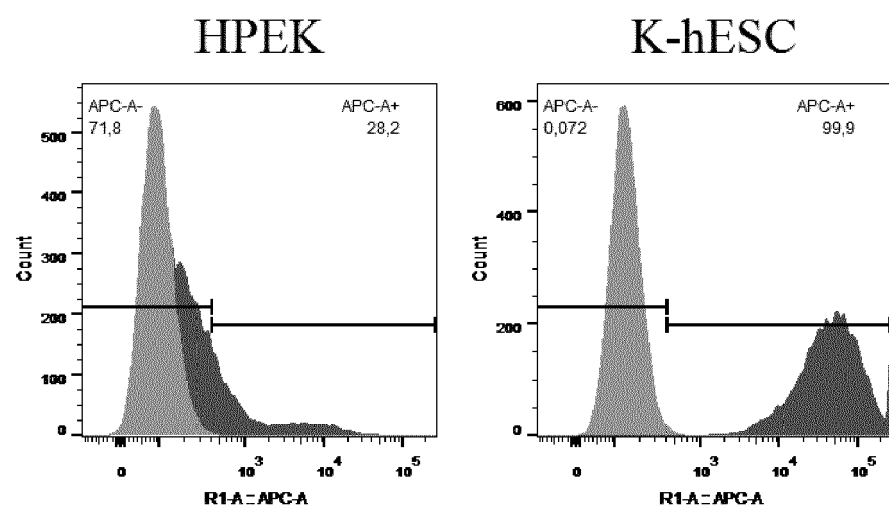 HPEK
K-hESC
APC-A-
71,8
APC-A+
28,2
500
400
300
200
100
0
Count
0
10³
10⁴
10⁵
R1-A::APC-A
APC-A-
0,072
APC-A+
99,9
600
400
200
0
Count
0
10³
10⁴
10⁵
R1-A::APC-A